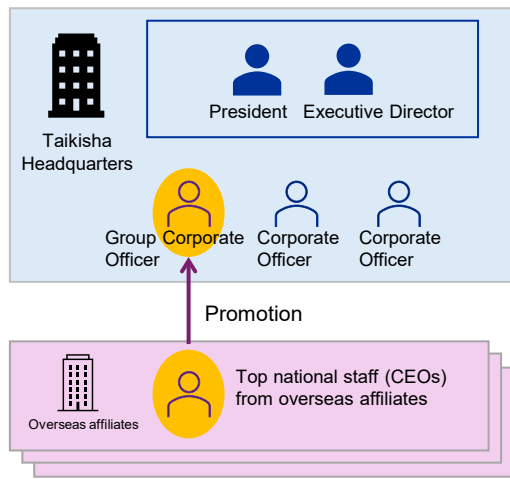 Taikisha
Headquarters
President
Executive Director
Group Corporate
Officer
Corporate
Officer
Corporate
Officer
Promotion
Overseas affiliates
Top national staff (CEOs)
from overseas affiliates